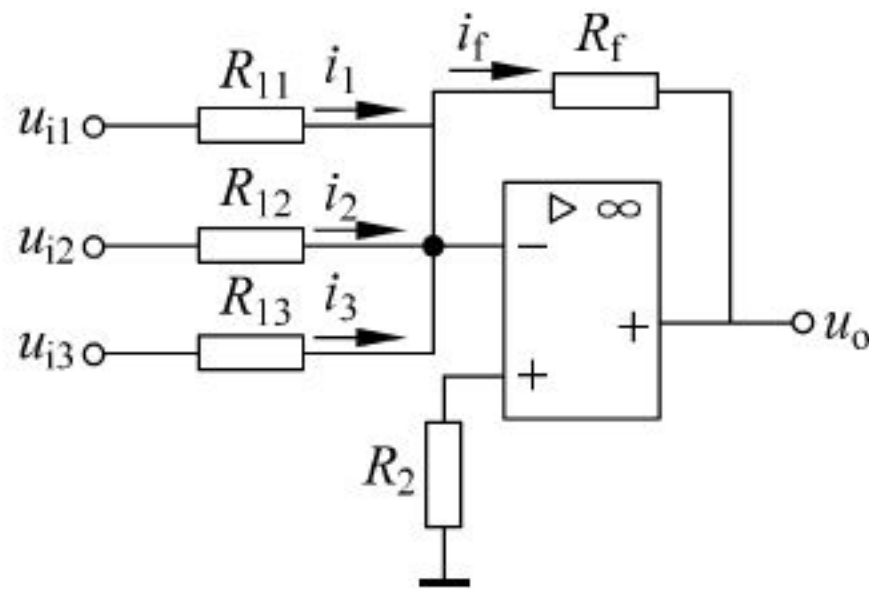 i_f R_f
R_11 i_1
u_i1
R_12 i_2
▷ ∞
u_i2
−
R_13 i_3
u_i3
+
u_o
+
R_2